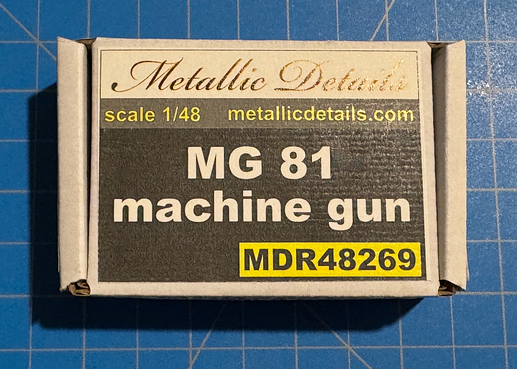 Metallic Details
scale 1/48 metallicdetails.com
MG 81
machine gun
MDR48269